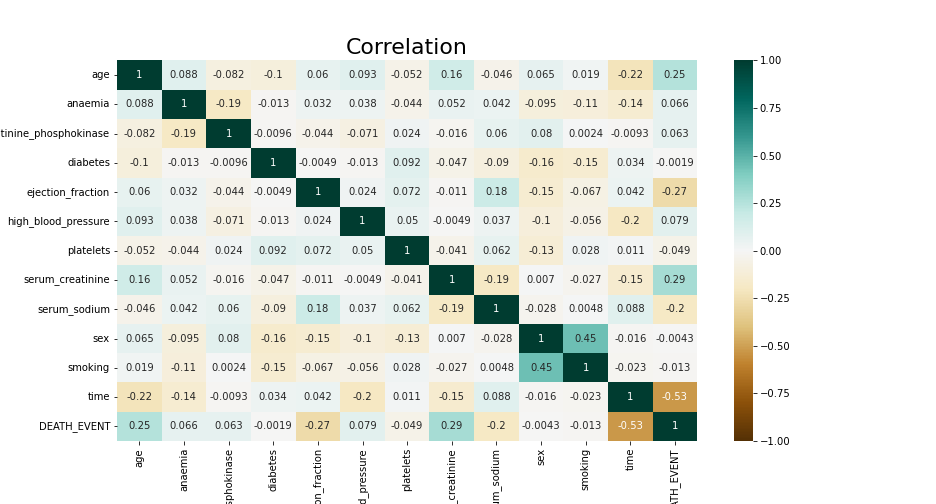 Correlation
age 1 0.088 -0.082 -0.1 0.06 0.093 -0.052 0.16 -0.046 0.065 0.019 -0.22 0.25
anaemia 0.088 1 -0.19 -0.013 0.032 0.038 -0.044 0.052 0.042 -0.095 -0.11 -0.14 0.066
tinine_phosphokinase -0.082 -0.19 1 -0.0096 -0.044 -0.071 0.024 -0.016 0.06 0.08 0.0024 -0.0093 0.063
diabetes -0.1 -0.013 -0.0096 1 -0.0049 -0.013 0.092 -0.047 -0.09 -0.16 -0.15 0.034 -0.0019
ejection_fraction 0.06 0.032 -0.044 -0.0049 1 0.024 0.072 -0.011 0.18 -0.15 -0.067 0.042 -0.27
high_blood_pressure 0.093 0.038 -0.071 -0.013 0.024 1 0.05 -0.0049 0.037 -0.1 -0.056 -0.2 0.079
platelets -0.052 -0.044 0.024 0.092 0.072 0.05 1 -0.041 0.062 -0.13 0.028 0.011 -0.049
serum_creatinine 0.16 0.052 -0.016 -0.047 -0.011 -0.0049 -0.041 1 -0.19 0.007 -0.027 -0.15 0.29
serum_sodium -0.046 0.042 0.06 -0.09 0.18 0.037 0.062 -0.19 1 -0.028 0.0048 0.088 -0.2
sex 0.065 -0.095 0.08 -0.16 -0.15 -0.1 -0.13 0.007 -0.028 1 0.45 -0.016 -0.0043
smoking 0.019 -0.11 0.0024 -0.15 -0.067 -0.056 0.028 -0.027 0.0048 0.45 1 -0.023 -0.013
time -0.22 -0.14 -0.0093 0.034 0.042 -0.2 0.011 -0.15 0.088 -0.016 -0.023 1 -0.53
DEATH_EVENT 0.25 0.066 0.063 -0.0019 -0.27 0.079 -0.049 0.29 -0.2 -0.0043 -0.013 -0.53 1
age
anaemia
sphokinase
diabetes
on_fraction
d_pressure
platelets
_creatinine
m_sodium
sex
smoking
time
ATH_EVENT
1.00
0.75
0.50
0.25
0.00
−0.25
−0.50
−0.75
−1.00